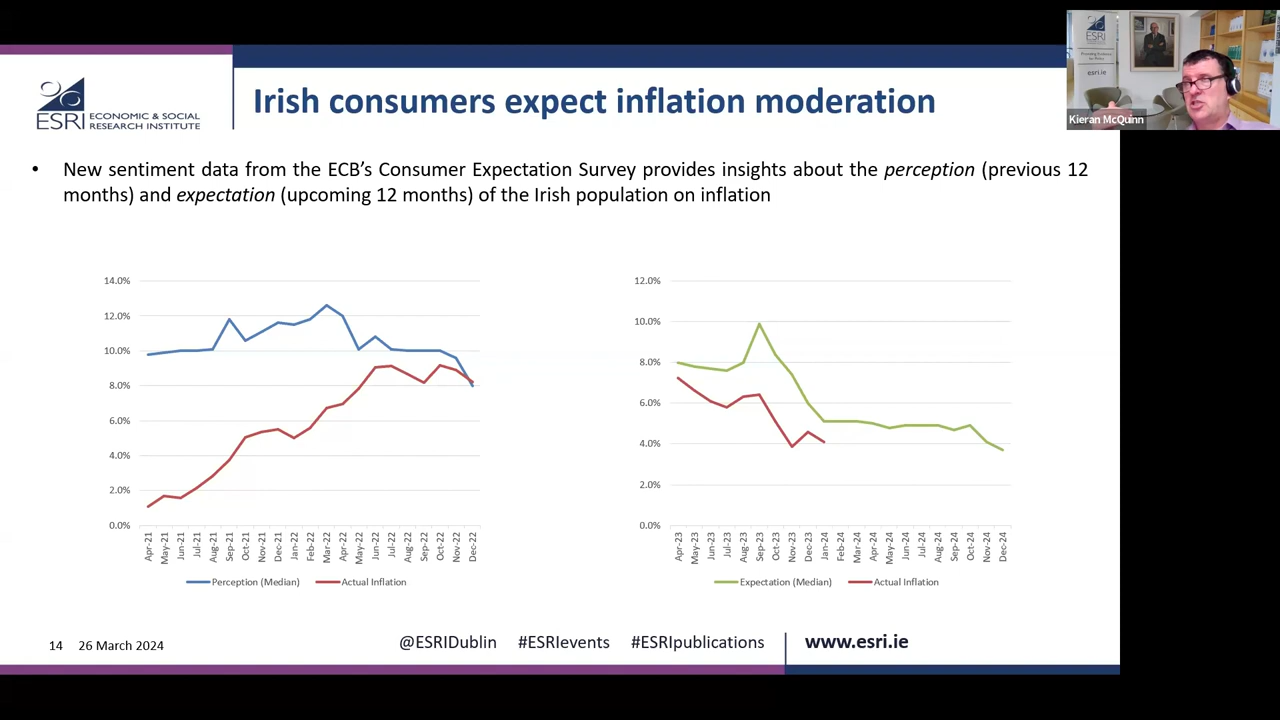 ESRI
esri.ie
Kieran McQuinn
ESRI ECONOMIC & SOCIAL
RESEARCH INSTITUTE
Irish consumers expect inflation moderation
• New sentiment data from the ECB’s Consumer Expectation Survey provides insights about the perception (previous 12
months) and expectation (upcoming 12 months) of the Irish population on inflation
14.0%
12.0%
10.0%
8.0%
6.0%
4.0%
2.0%
0.0%
Apr-21
May-21
Jun-21
Jul-21
Aug-21
Sep-21
Oct-21
Nov-21
Dec-21
Jan-22
Feb-22
Mar-22
Apr-22
May-22
Jun-22
Jul-22
Aug-22
Sep-22
Oct-22
Nov-22
Dec-22
Perception (Median) Actual Inflation
12.0%
10.0%
8.0%
6.0%
4.0%
2.0%
0.0%
Apr-23
May-23
Jun-23
Jul-23
Aug-23
Sep-23
Oct-23
Nov-23
Dec-23
Jan-24
Feb-24
Mar-24
Apr-24
May-24
Jun-24
Jul-24
Aug-24
Sep-24
Oct-24
Nov-24
Dec-24
Expectation (Median) Actual Inflation
14 26 March 2024
@ESRIDublin #ESRIevents #ESRIpublications www.esri.ie